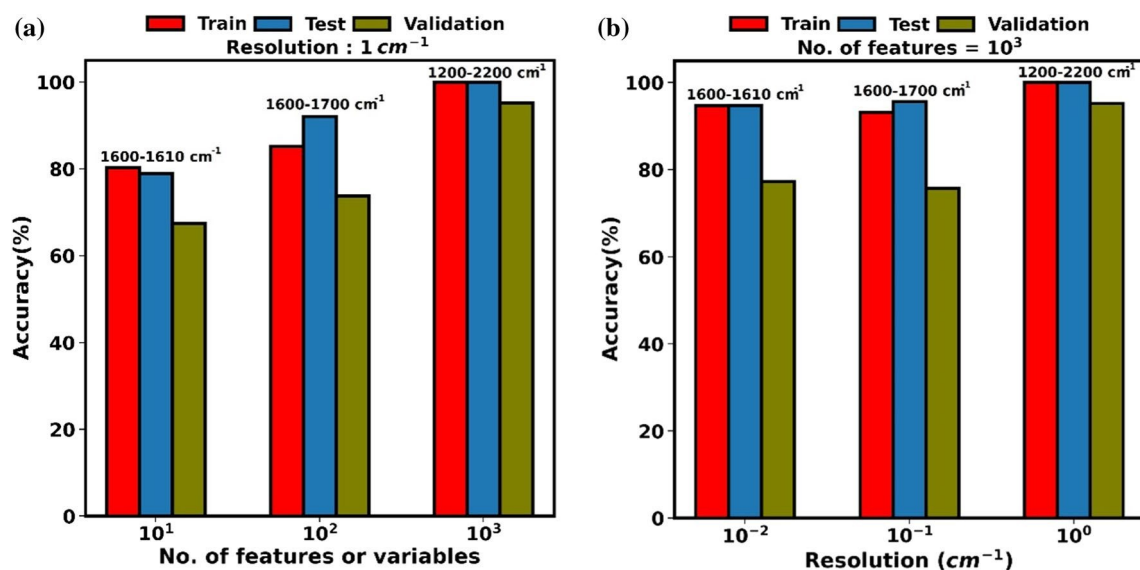 (a)
Train Test Validation
Resolution : 1 cm⁻¹
100
80
60
40
20
0
Accuracy(%)
1600-1610 cm⁻¹
1600-1700 cm⁻¹
1200-2200 cm⁻¹
10¹ 10² 10³
No. of features or variables
(b)
Train Test Validation
No. of features = 10³
100
80
60
40
20
0
Accuracy(%)
1600-1610 cm⁻¹
1600-1700 cm⁻¹
1200-2200 cm⁻¹
10⁻² 10⁻¹ 10⁰
Resolution (cm⁻¹)